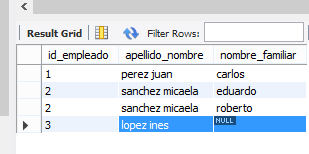 Result Grid Filter Rows:
id_empleado apellido_nombre nombre_familiar
1 perez juan carlos
2 sanchez micaela eduardo
2 sanchez micaela roberto
3 lopez ines NULL